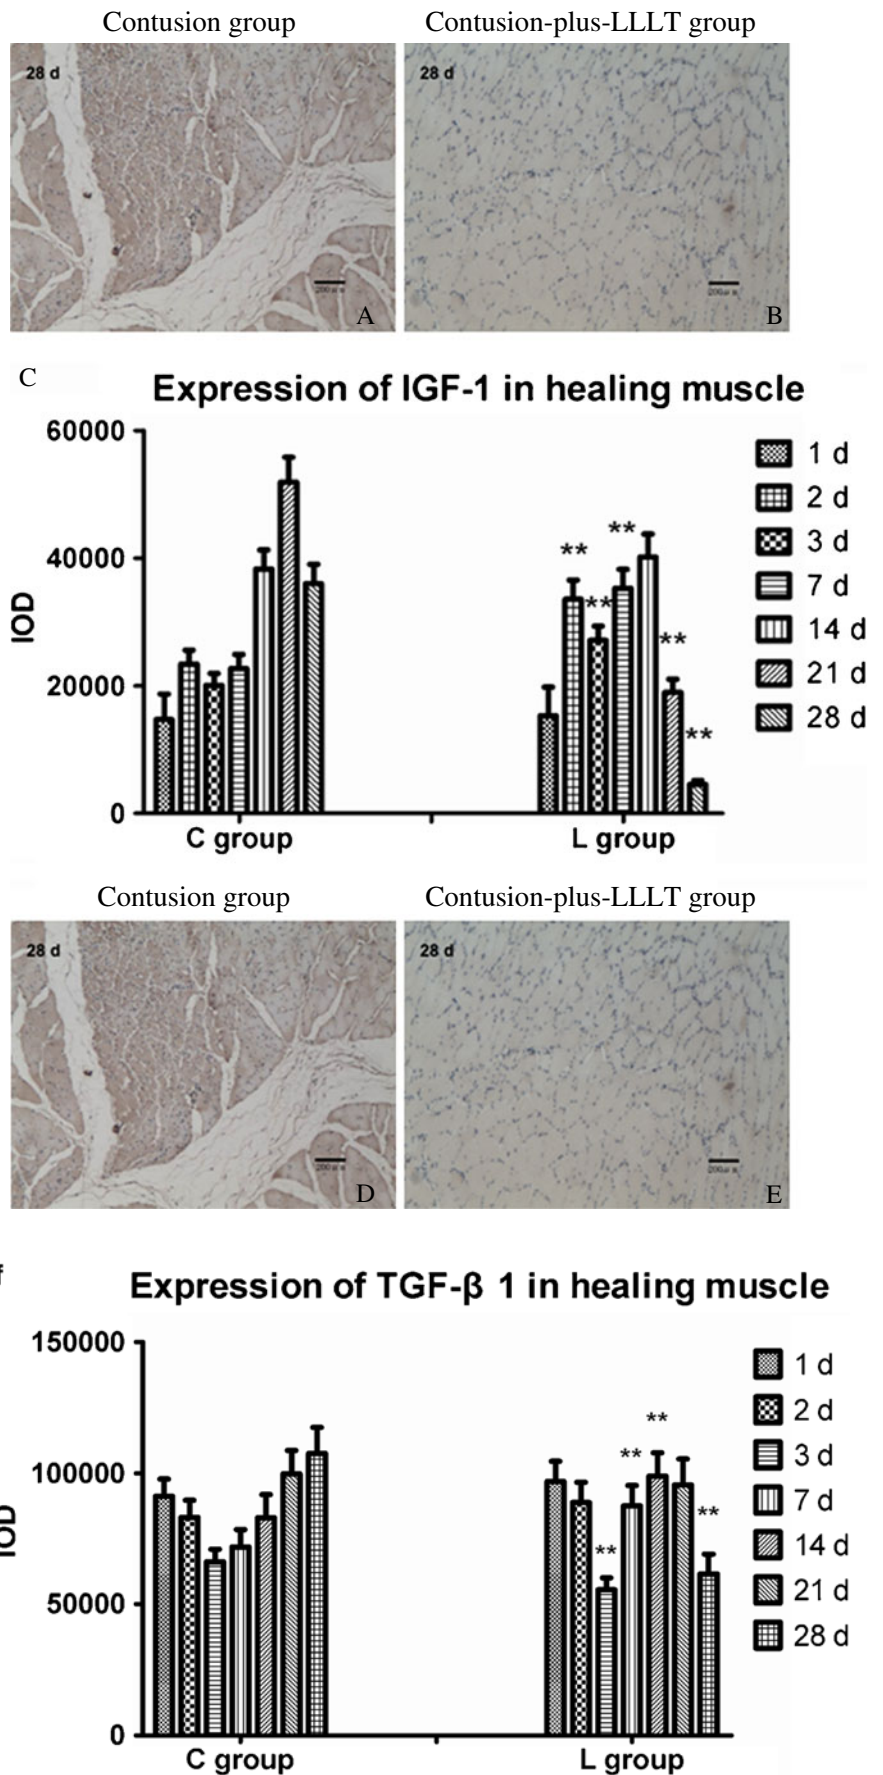 Contusion group
Contusion-plus-LLLT group
28 d
28 d
A
B
C
Expression of IGF-1 in healing muscle
60000
40000
20000
0
IOD
**
**
**
**
**
1 d
2 d
3 d
7 d
14 d
21 d
28 d
C group
L group
Contusion group
Contusion-plus-LLLT group
28 d
28 d
D
E
f
Expression of TGF-β 1 in healing muscle
150000
100000
50000
0
IOD
**
**
**
**
1 d
2 d
3 d
7 d
14 d
21 d
28 d
C group
L group